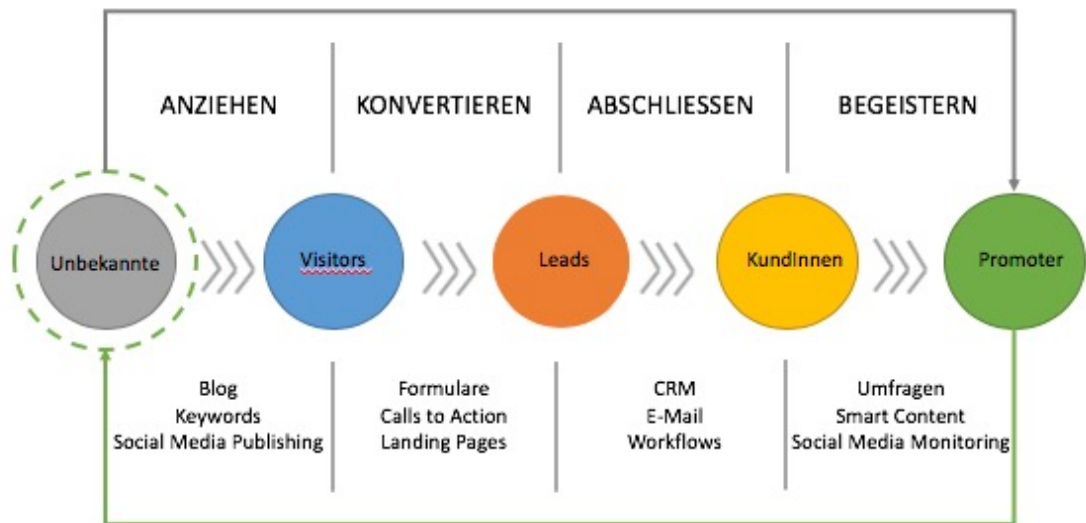 ANZIEHEN
KONVERTIEREN
ABSCHLIESSEN
BEGEISTERN
Unbekannte
Visitors
Leads
KundInnen
Promoter
Blog
Keywords
Social Media Publishing
Formulare
Calls to Action
Landing Pages
CRM
E-Mail
Workflows
Umfragen
Smart Content
Social Media Monitoring